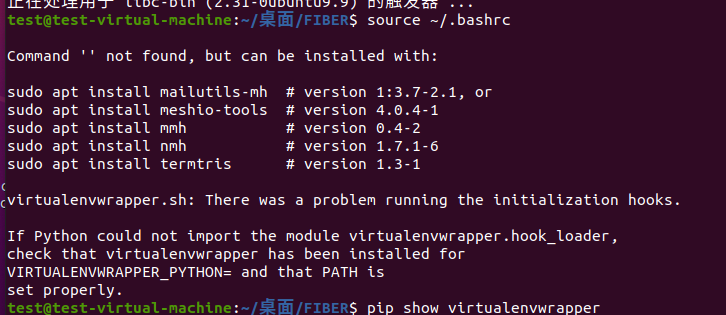 正在处理用于 libc-bin (2.31-0ubuntu9.9) 的触发器 ...
test@test-virtual-machine:~/桌面/FIBER$ source ~/.bashrc
Command '' not found, but can be installed with:
sudo apt install mailutils-mh  # version 1:3.7-2.1, or
sudo apt install meshio-tools  # version 4.0.4-1
sudo apt install mmh           # version 0.4-2
sudo apt install nmh           # version 1.7.1-6
sudo apt install termtris      # version 1.3-1
virtualenvwrapper.sh: There was a problem running the initialization hooks.
If Python could not import the module virtualenvwrapper.hook_loader,
check that virtualenvwrapper has been installed for
VIRTUALENVWRAPPER_PYTHON= and that PATH is
set properly.
test@test-virtual-machine:~/桌面/FIBER$ pip show virtualenvwrapper